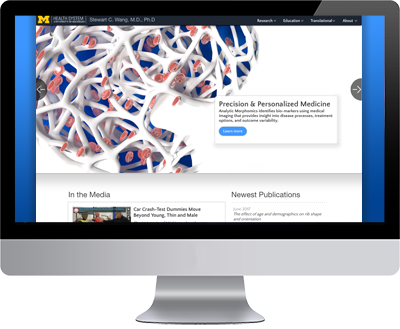 M HEALTH SYSTEM Stewart C. Wang, M.D., Ph.D Research Education Translational About
UNIVERSITY OF MICHIGAN
Precision & Personalized Medicine
Analytic Morphomics identifies bio-markers using medical
imaging that provides insight into disease processes, treatment
options, and outcome variability.
Learn more
In the Media
Newest Publications
Car Crash-Test Dummies Move
Beyond Young, Thin and Male
June 2015
The effect of age and demographics on rib shape
and orientation